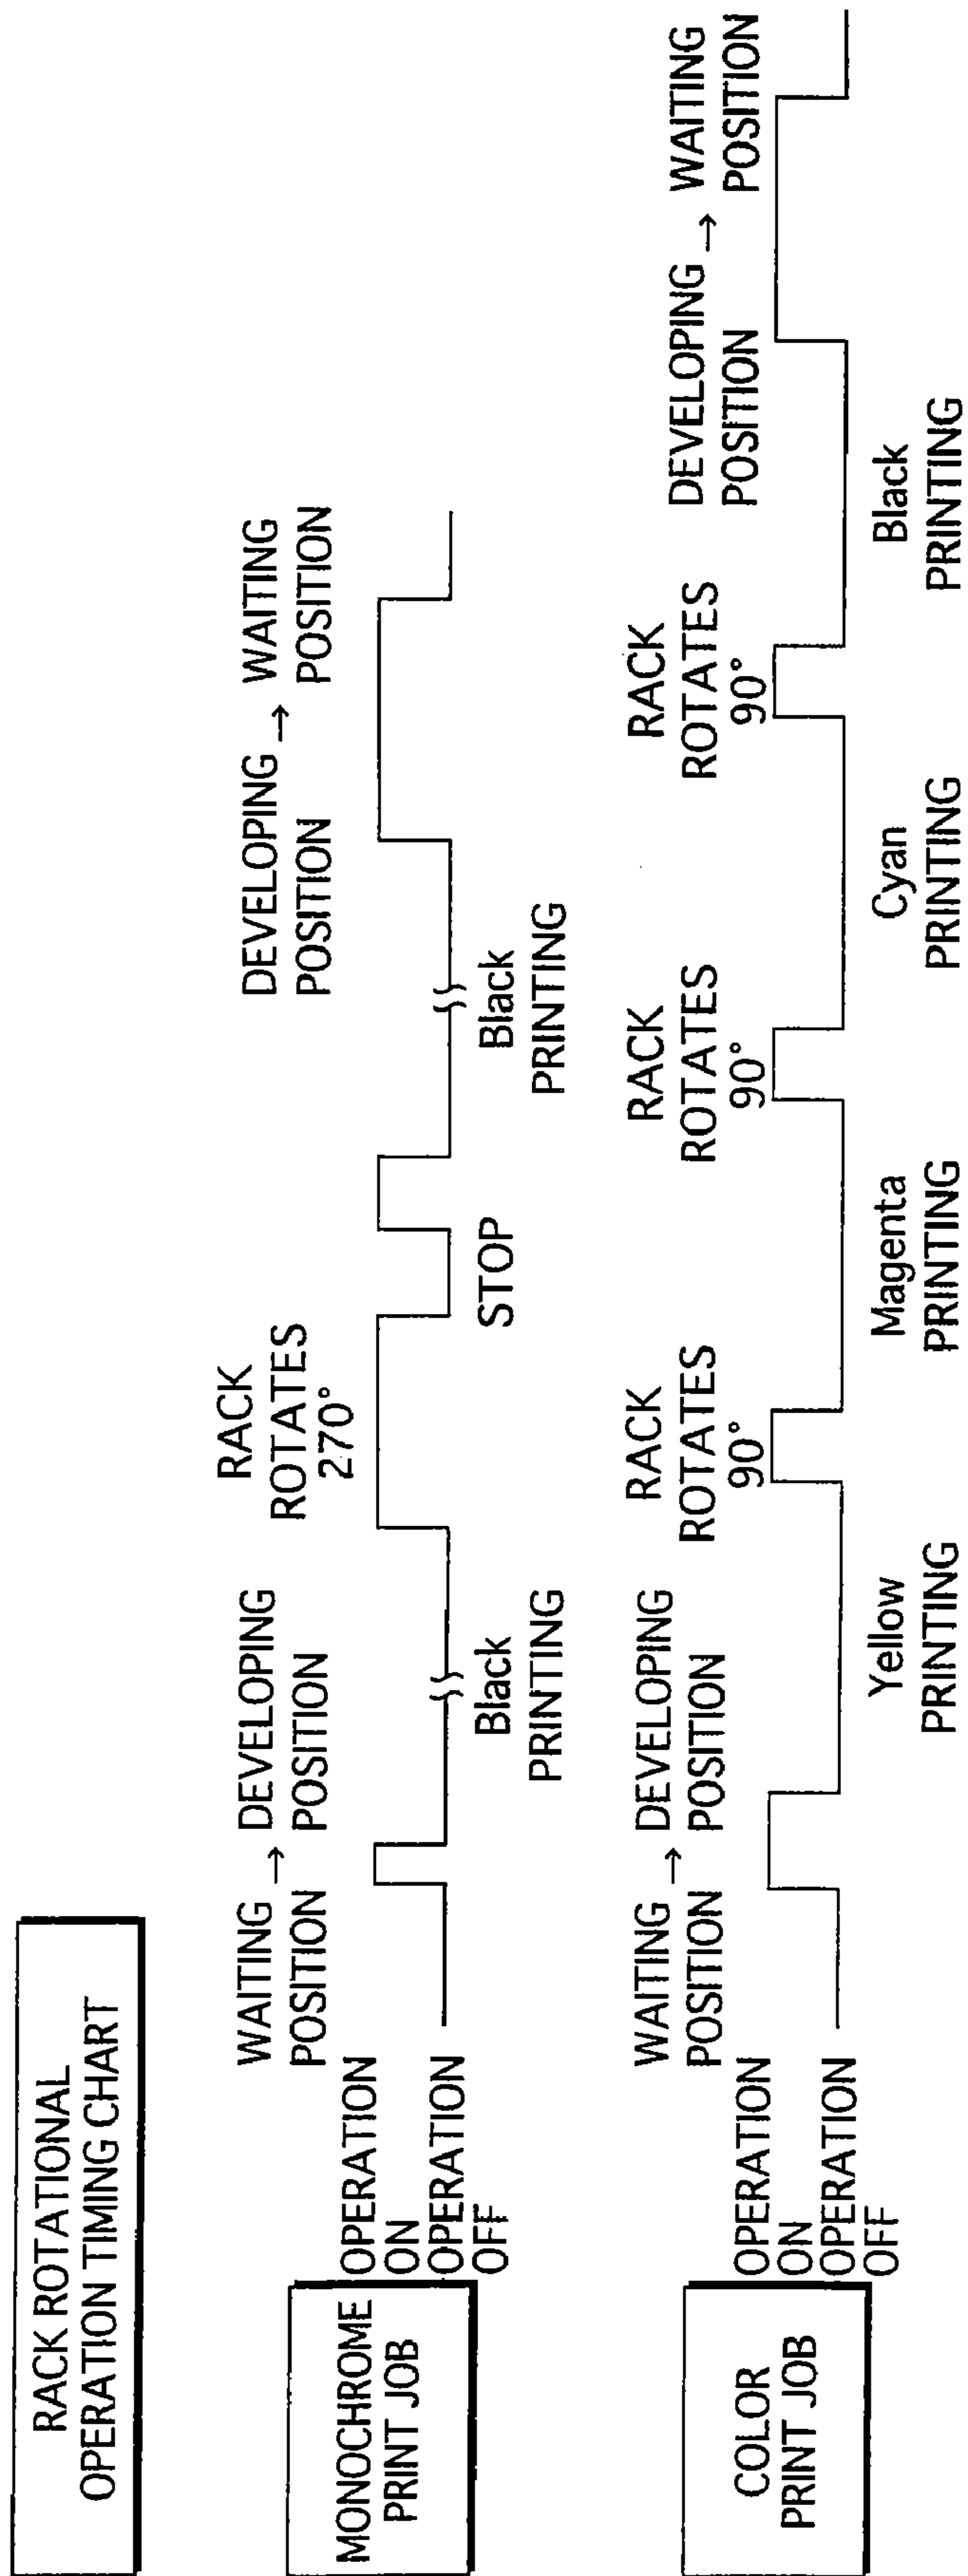 RACK ROTATIONAL
OPERATION TIMING CHART
MONOCHROME
PRINT JOB
OPERATION
ON
OPERATION
OFF
WAITING → DEVELOPING
POSITION POSITION
Black
PRINTING
RACK
ROTATES
270°
STOP
Black
PRINTING
DEVELOPING → WAITING
POSITION POSITION
COLOR
PRINT JOB
OPERATION
ON
OPERATION
OFF
WAITING → DEVELOPING
POSITION POSITION
Yellow
PRINTING
RACK
ROTATES
90°
Magenta
PRINTING
RACK
ROTATES
90°
Cyan
PRINTING
RACK
ROTATES
90°
Black
PRINTING
DEVELOPING → WAITING
POSITION POSITION